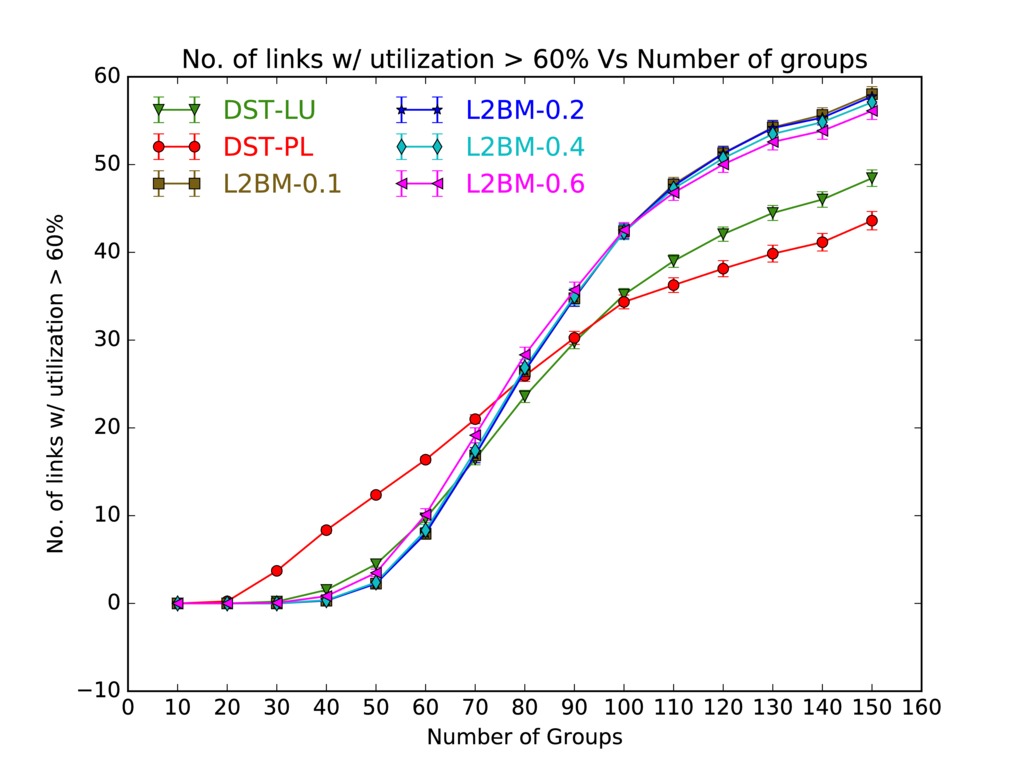 No. of links w/ utilization > 60% Vs Number of groups
60
50
40
30
20
10
0
−10
No. of links w/ utilization > 60%
DST-LU
DST-PL
L2BM-0.1
L2BM-0.2
L2BM-0.4
L2BM-0.6
0 10 20 30 40 50 60 70 80 90 100 110 120 130 140 150 160
Number of Groups